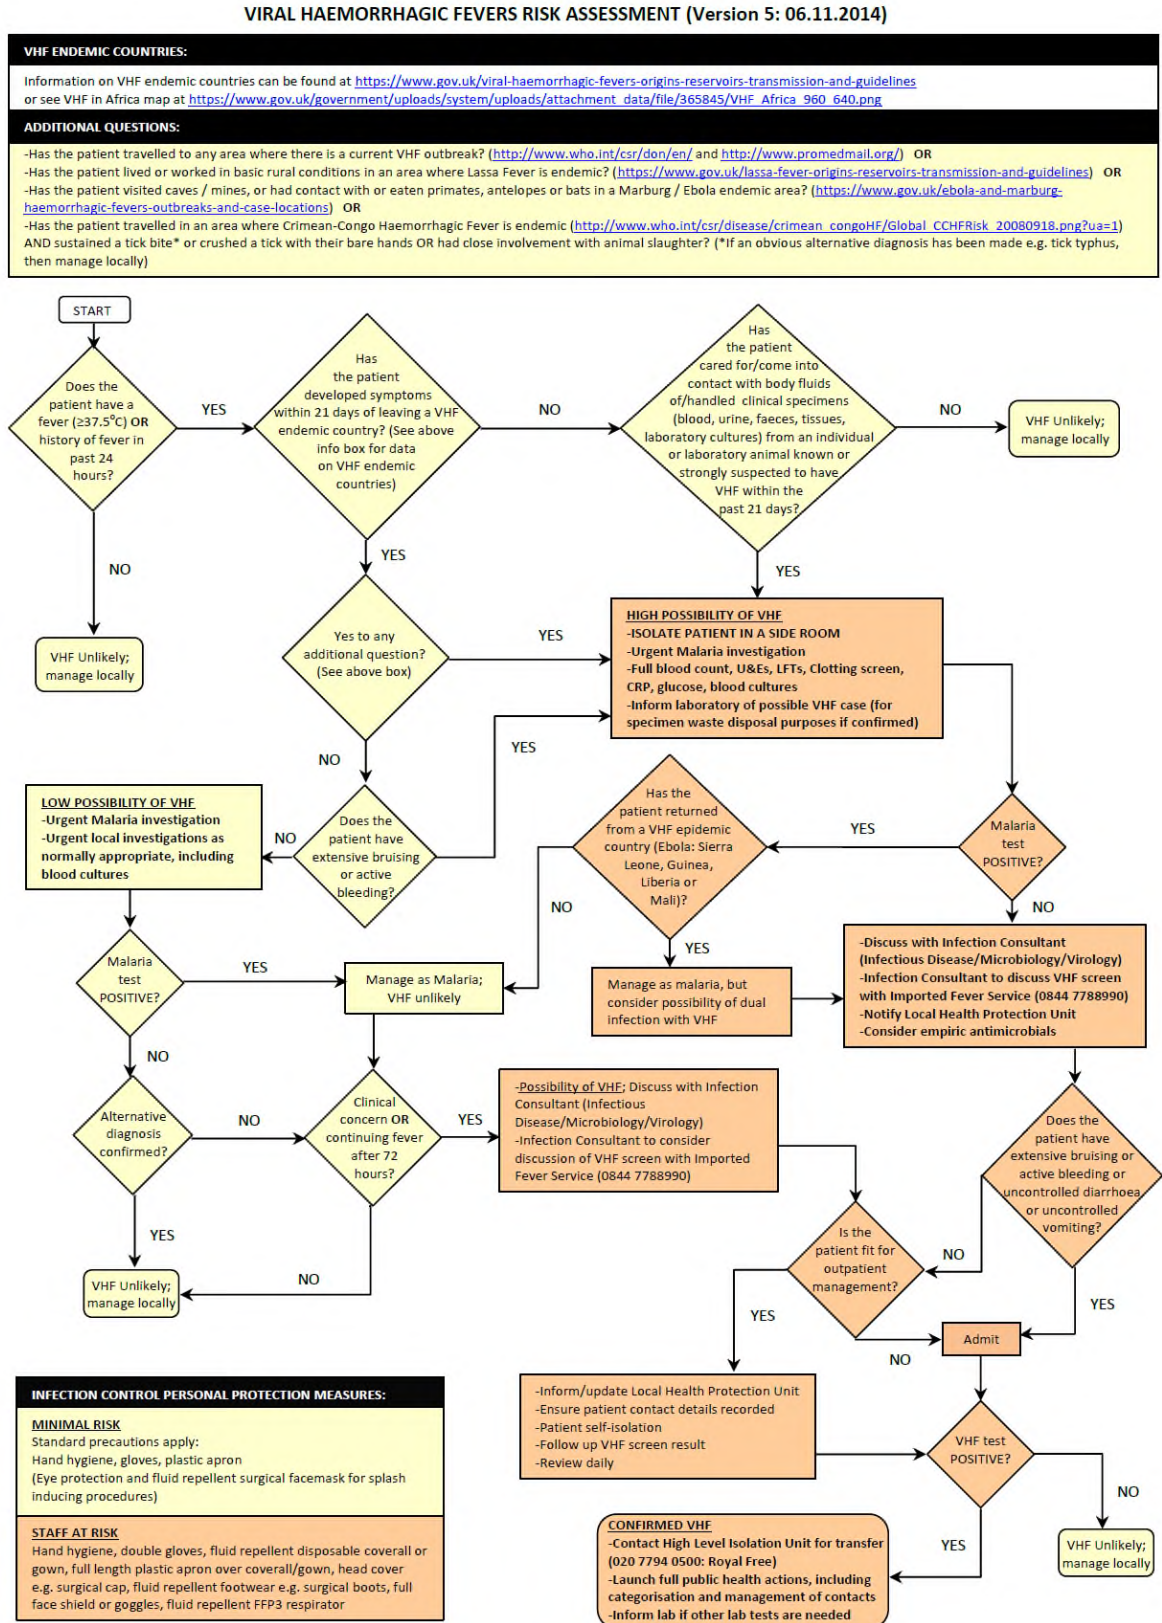 VIRAL HAEMORRHAGIC FEVERS RISK ASSESSMENT (Version 5: 06.11.2014)
VHF ENDEMIC COUNTRIES:
Information on VHF endemic countries can be found at https://www.gov.uk/viral-haemorrhagic-fevers-origins-reservoirs-transmission-and-guidelines
or see VHF in Africa map at https://www.gov.uk/government/uploads/system/uploads/attachment_data/file/365845/VHF_Africa_960_640.png
ADDITIONAL QUESTIONS:
-Has the patient travelled to any area where there is a current VHF outbreak? (http://www.who.int/csr/don/en/ and http://www.promedmail.org/) OR
-Has the patient lived or worked in basic rural conditions in an area where Lassa Fever is endemic? (https://www.gov.uk/lassa-fever-origins-reservoirs-transmission-and-guidelines) OR
-Has the patient visited caves / mines, or had contact with or eaten primates, antelopes or bats in a Marburg / Ebola endemic area? (https://www.gov.uk/ebola-and-marburg-
haemorrhagic-fevers-outbreaks-and-case-locations) OR
-Has the patient travelled in an area where Crimean-Congo Haemorrhagic Fever is endemic (http://www.who.int/csr/disease/crimean_congoHF/Global_CCHFRisk_20080918.png?ua=1)
AND sustained a tick bite* or crushed a tick with their bare hands OR had close involvement with animal slaughter? (*If an obvious alternative diagnosis has been made e.g. tick typhus,
then manage locally)
START
Does the
patient have a
fever (≥37.5⁰C) OR
history of fever in
past 24
hours?
YES
NO
VHF Unlikely;
manage locally
Has
the patient
developed symptoms
within 21 days of leaving a VHF
endemic country? (See above
info box for data
on VHF endemic
countries)
NO
YES
Has
the patient
cared for/come into
contact with body fluids
of/handled clinical specimens
(blood, urine, faeces, tissues,
laboratory cultures) from an individual
or laboratory animal known or
strongly suspected to have
VHF within the
past 21 days?
NO
VHF Unlikely;
manage locally
YES
Yes to any
additional question?
(See above box)
YES
NO
HIGH POSSIBILITY OF VHF
-ISOLATE PATIENT IN A SIDE ROOM
-Urgent Malaria investigation
-Full blood count, U&Es, LFTs, Clotting screen,
CRP, glucose, blood cultures
-Inform laboratory of possible VHF case (for
specimen waste disposal purposes if confirmed)
Does the
patient have
extensive bruising
or active
bleeding?
YES
NO
LOW POSSIBILITY OF VHF
-Urgent Malaria investigation
-Urgent local investigations as
normally appropriate, including
blood cultures
Malaria
test
POSITIVE?
YES
NO
Has the
patient returned
from a VHF epidemic
country (Ebola: Sierra
Leone, Guinea,
Liberia or
Mali)?
NO
YES
Malaria
test
POSITIVE?
YES
NO
Manage as Malaria;
VHF unlikely
Manage as malaria, but
consider possibility of dual
infection with VHF
-Discuss with Infection Consultant
(Infectious Disease/Microbiology/Virology)
-Infection Consultant to discuss VHF screen
with Imported Fever Service (0844 7788990)
-Notify Local Health Protection Unit
-Consider empiric antimicrobials
Alternative
diagnosis
confirmed?
NO
YES
Clinical
concern OR
continuing fever
after 72
hours?
YES
NO
VHF Unlikely;
manage locally
-Possibility of VHF; Discuss with Infection
Consultant (Infectious
Disease/Microbiology/Virology)
-Infection Consultant to consider
discussion of VHF screen with Imported
Fever Service (0844 7788990)
Does the
patient have
extensive bruising or
active bleeding or
uncontrolled diarrhoea
or uncontrolled
vomiting?
NO
YES
Is the
patient fit for
outpatient
management?
YES
NO
Admit
-Inform/update Local Health Protection Unit
-Ensure patient contact details recorded
-Patient self-isolation
-Follow up VHF screen result
-Review daily
VHF test
POSITIVE?
NO
YES
VHF Unlikely;
manage locally
CONFIRMED VHF
-Contact High Level Isolation Unit for transfer
(020 7794 0500: Royal Free)
-Launch full public health actions, including
categorisation and management of contacts
-Inform lab if other lab tests are needed
INFECTION CONTROL PERSONAL PROTECTION MEASURES:
MINIMAL RISK
Standard precautions apply:
Hand hygiene, gloves, plastic apron
(Eye protection and fluid repellent surgical facemask for splash
inducing procedures)
STAFF AT RISK
Hand hygiene, double gloves, fluid repellent disposable coverall or
gown, full length plastic apron over coverall/gown, head cover
e.g. surgical cap, fluid repellent footwear e.g. surgical boots, full
face shield or goggles, fluid repellent FFP3 respirator